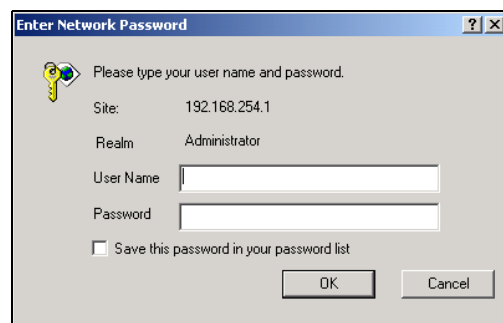 Enter Network Password
Please type your user name and password.
Site: 192.168.254.1
Realm Administrator
User Name
Password
Save this password in your password list
OK Cancel